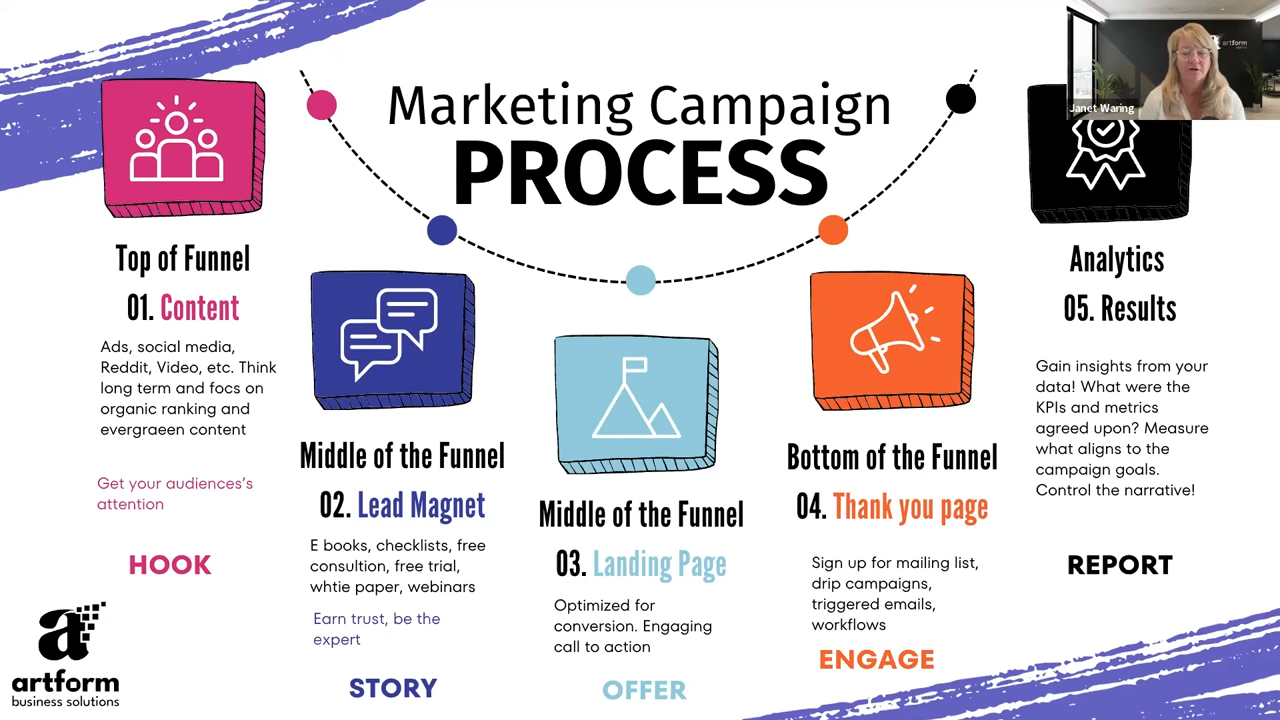 Marketing Campaign
PROCESS
artform
Janet Waring
Top of Funnel
01. Content
Ads, social media,
Reddit, Video, etc. Think
long term and focs on
organic ranking and
evergraeen content
Get your audiences's
attention
HOOK
Middle of the Funnel
02. Lead Magnet
E books, checklists, free
consultion, free trial,
whtie paper, webinars
Earn trust, be the
expert
STORY
Middle of the Funnel
03. Landing Page
Optimized for
conversion. Engaging
call to action
OFFER
Bottom of the Funnel
04. Thank you page
Sign up for mailing list,
drip campaigns,
triggered emails,
workflows
ENGAGE
Analytics
05. Results
Gain insights from your
data! What were the
KPIs and metrics
agreed upon? Measure
what aligns to the
campaign goals.
Control the narrative!
REPORT
a
artform
business solutions